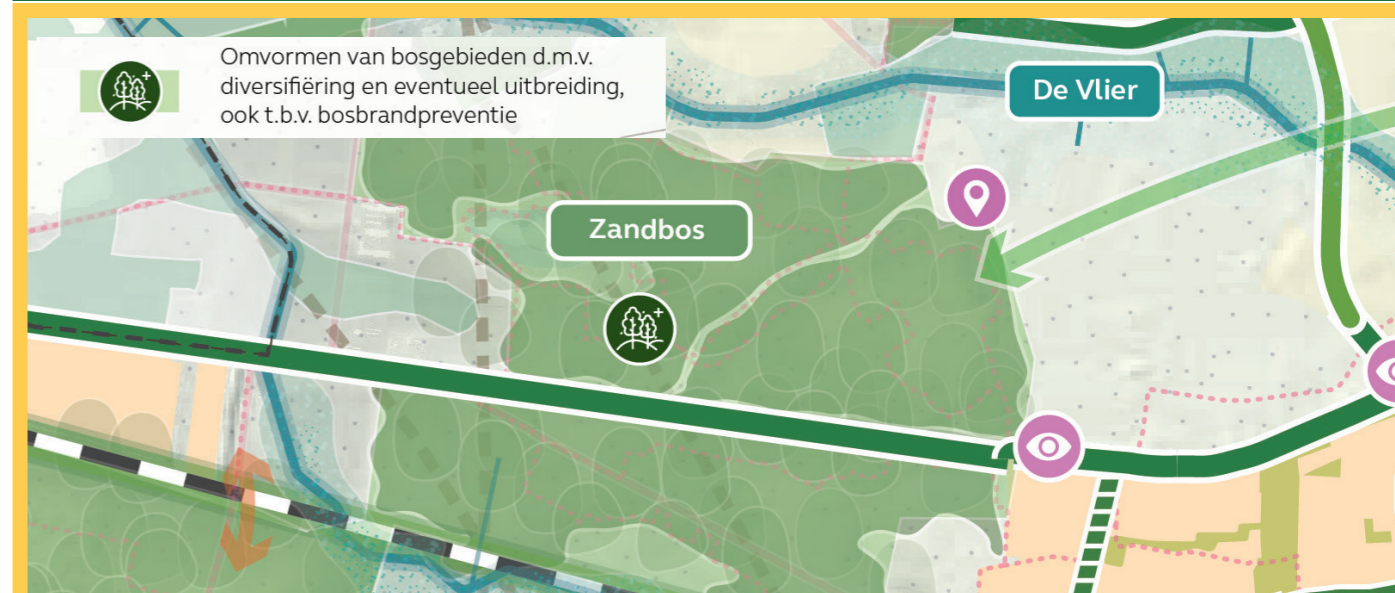 Omvormen van bosgebieden d.m.v.
diversifiëring en eventueel uitbreiding,
ook t.b.v. bosbrandpreventie
De Vlier
Zandbos